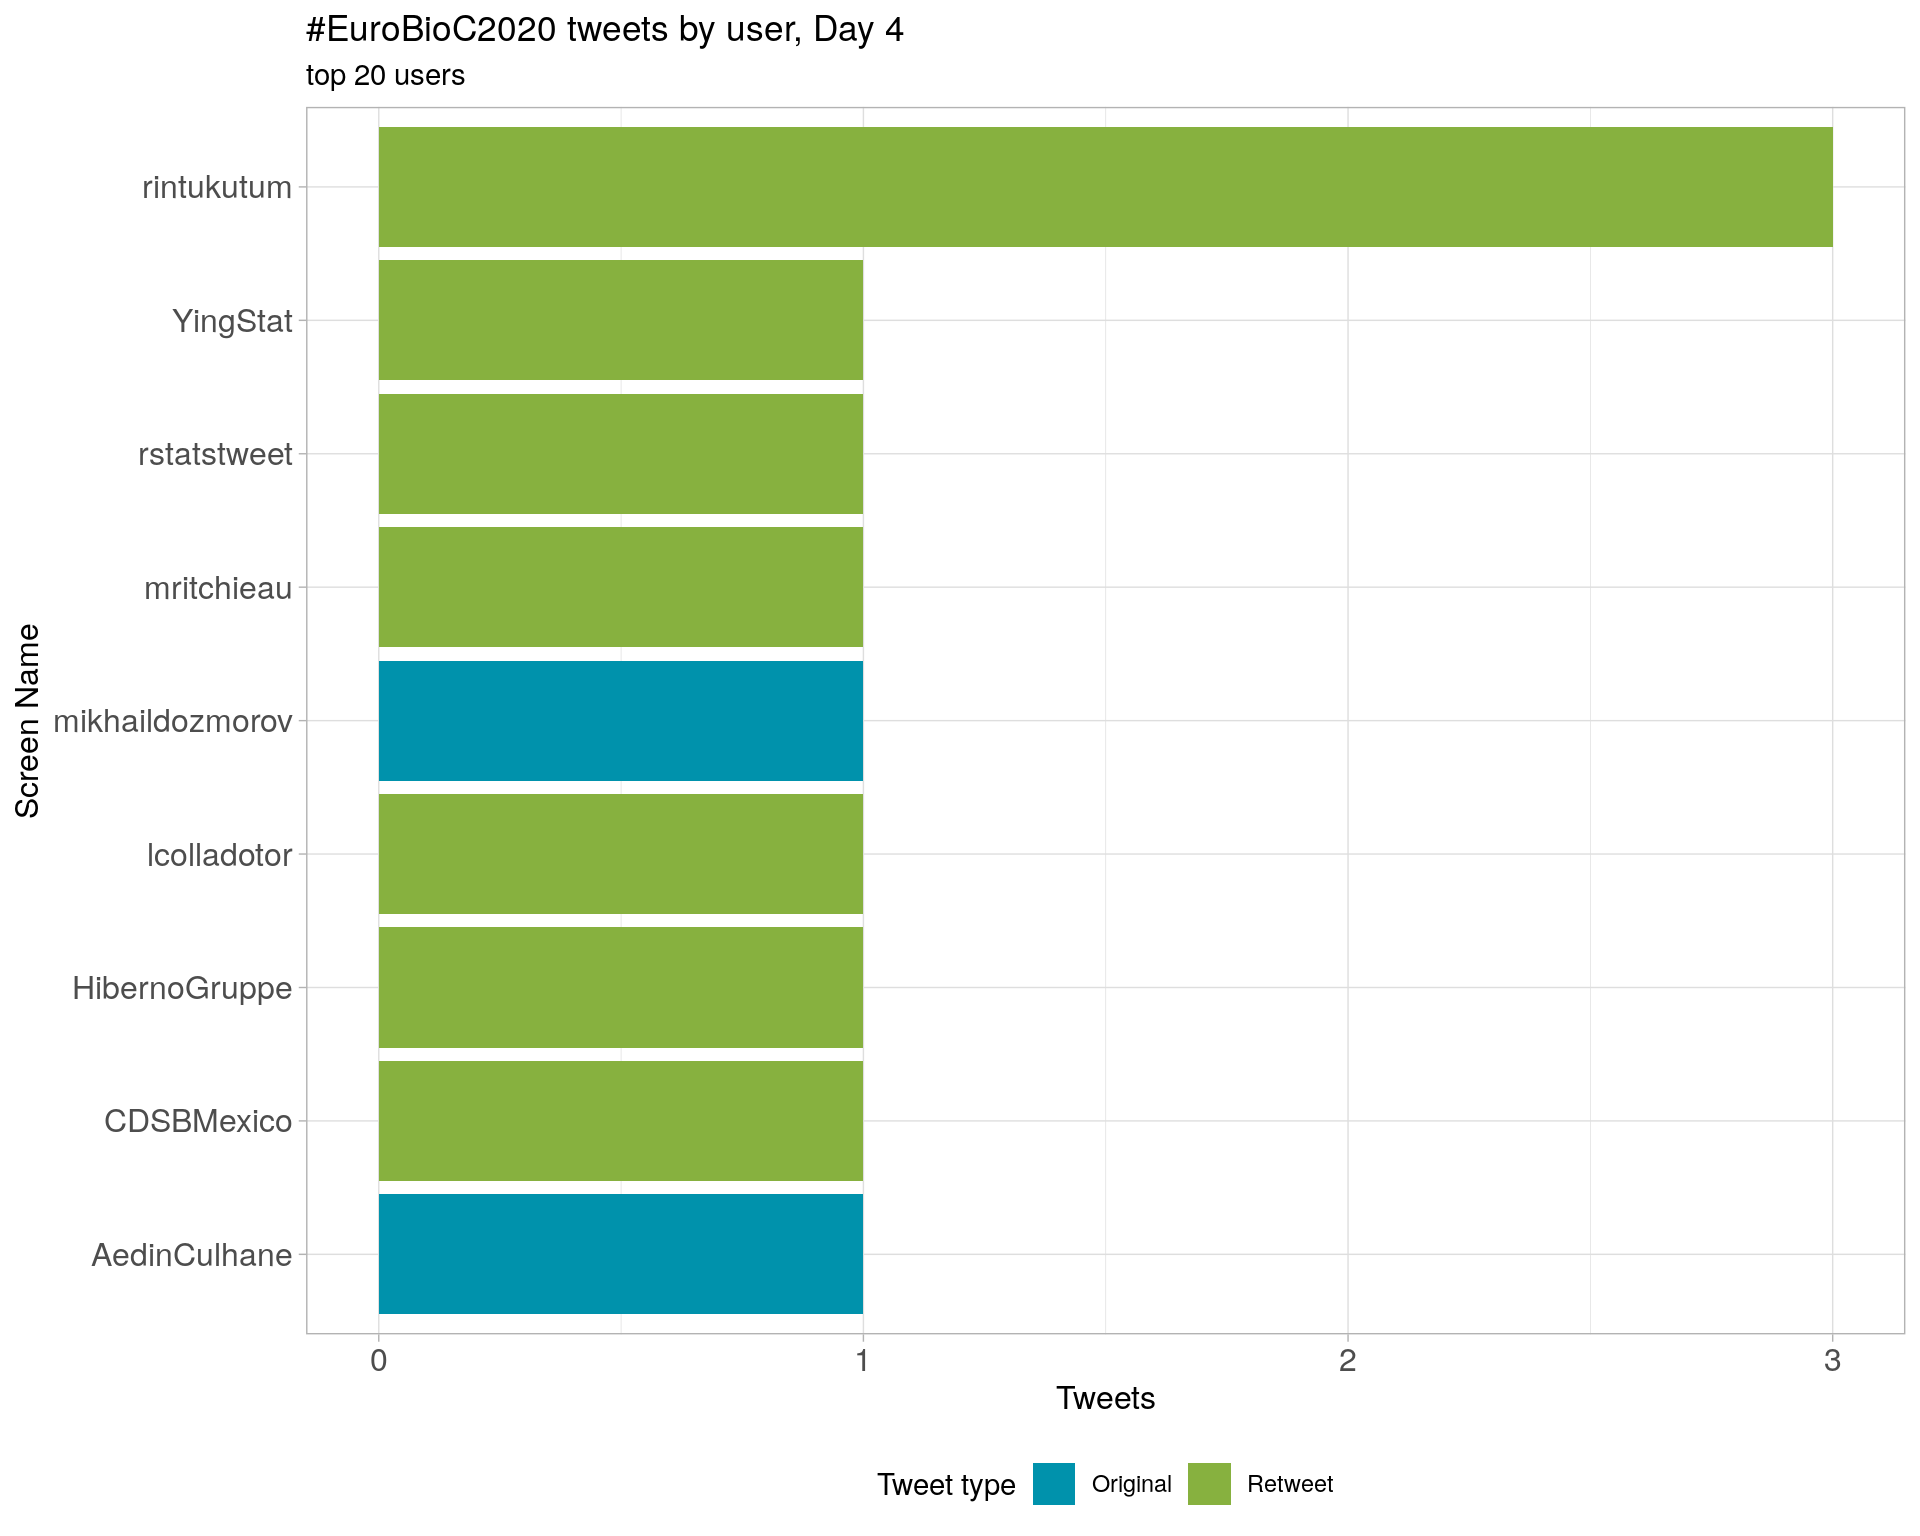 #EuroBioC2020 tweets by user, Day 4
top 20 users
Screen Name
rintukutum
YingStat
rstatstweet
mritchieau
mikhaildozmorov
lcolladotor
HibernoGruppe
CDSBMexico
AedinCulhane
0 1 2 3
Tweets
Tweet type Original Retweet